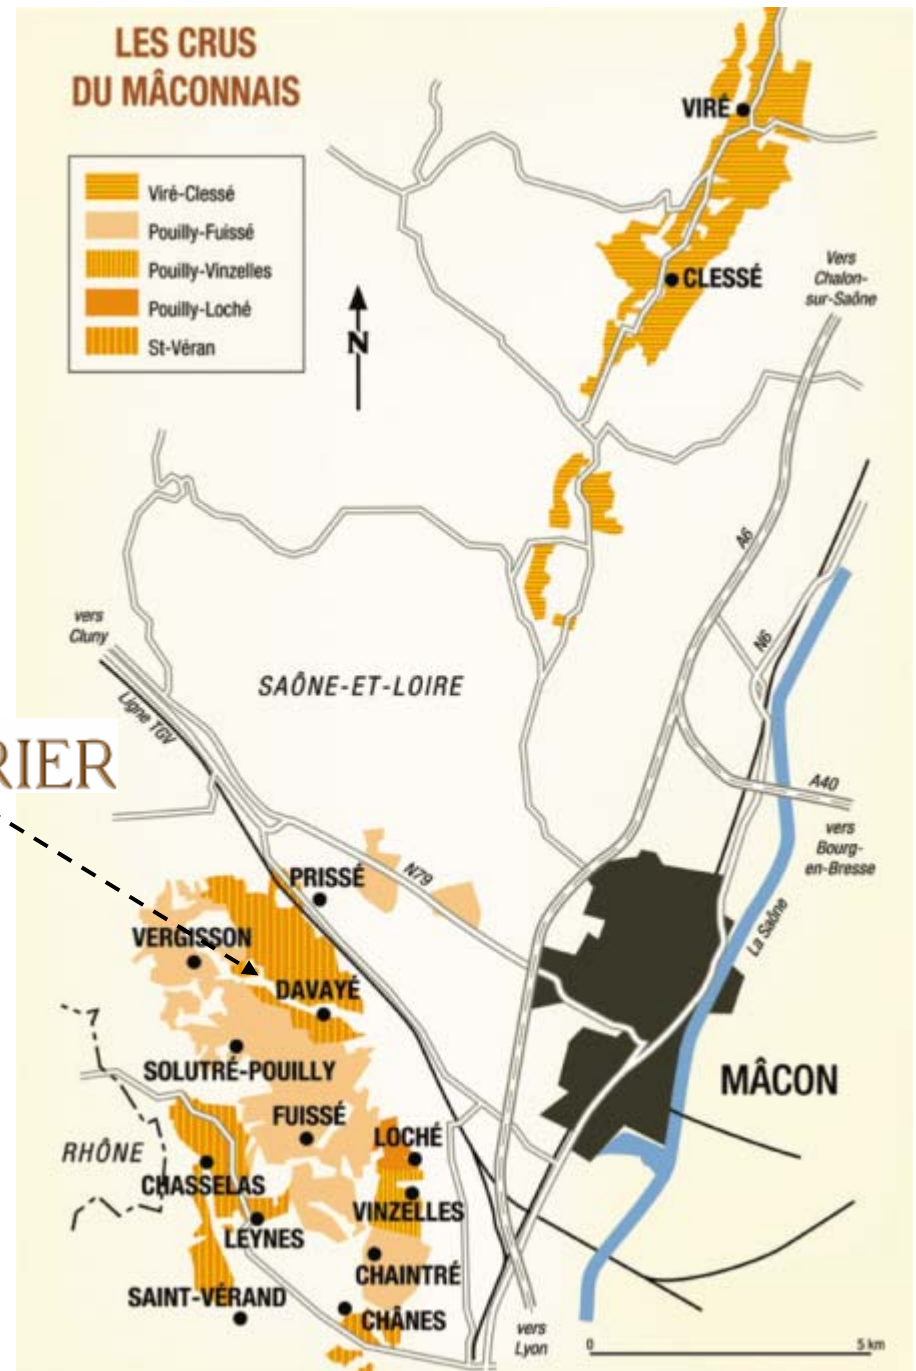 LES CRUS
DU MÂCONNAIS
Viré-Clessé
Pouilly-Fuissé
Pouilly-Vinzelles
Pouilly-Loché
St-Véran
N
VIRÉ
CLESSÉ
Vers
Chalon-
sur-Saône
A6
N6
vers
Cluny
Ligne TGV
SAÔNE-ET-LOIRE
RIER
A40
vers
Bourg-
en-Bresse
PRISSÉ
N79
La Saône
VERGISSON
DAVAYÉ
SOLUTRÉ-POUILLY
MÂCON
FUISSÉ
LOCHÉ
RHÔNE
CHASSELAS
VINZELLES
LEYNES
CHAINTRÉ
SAINT-VÉRAND
CHÂNES
vers
Lyon
0
5 km